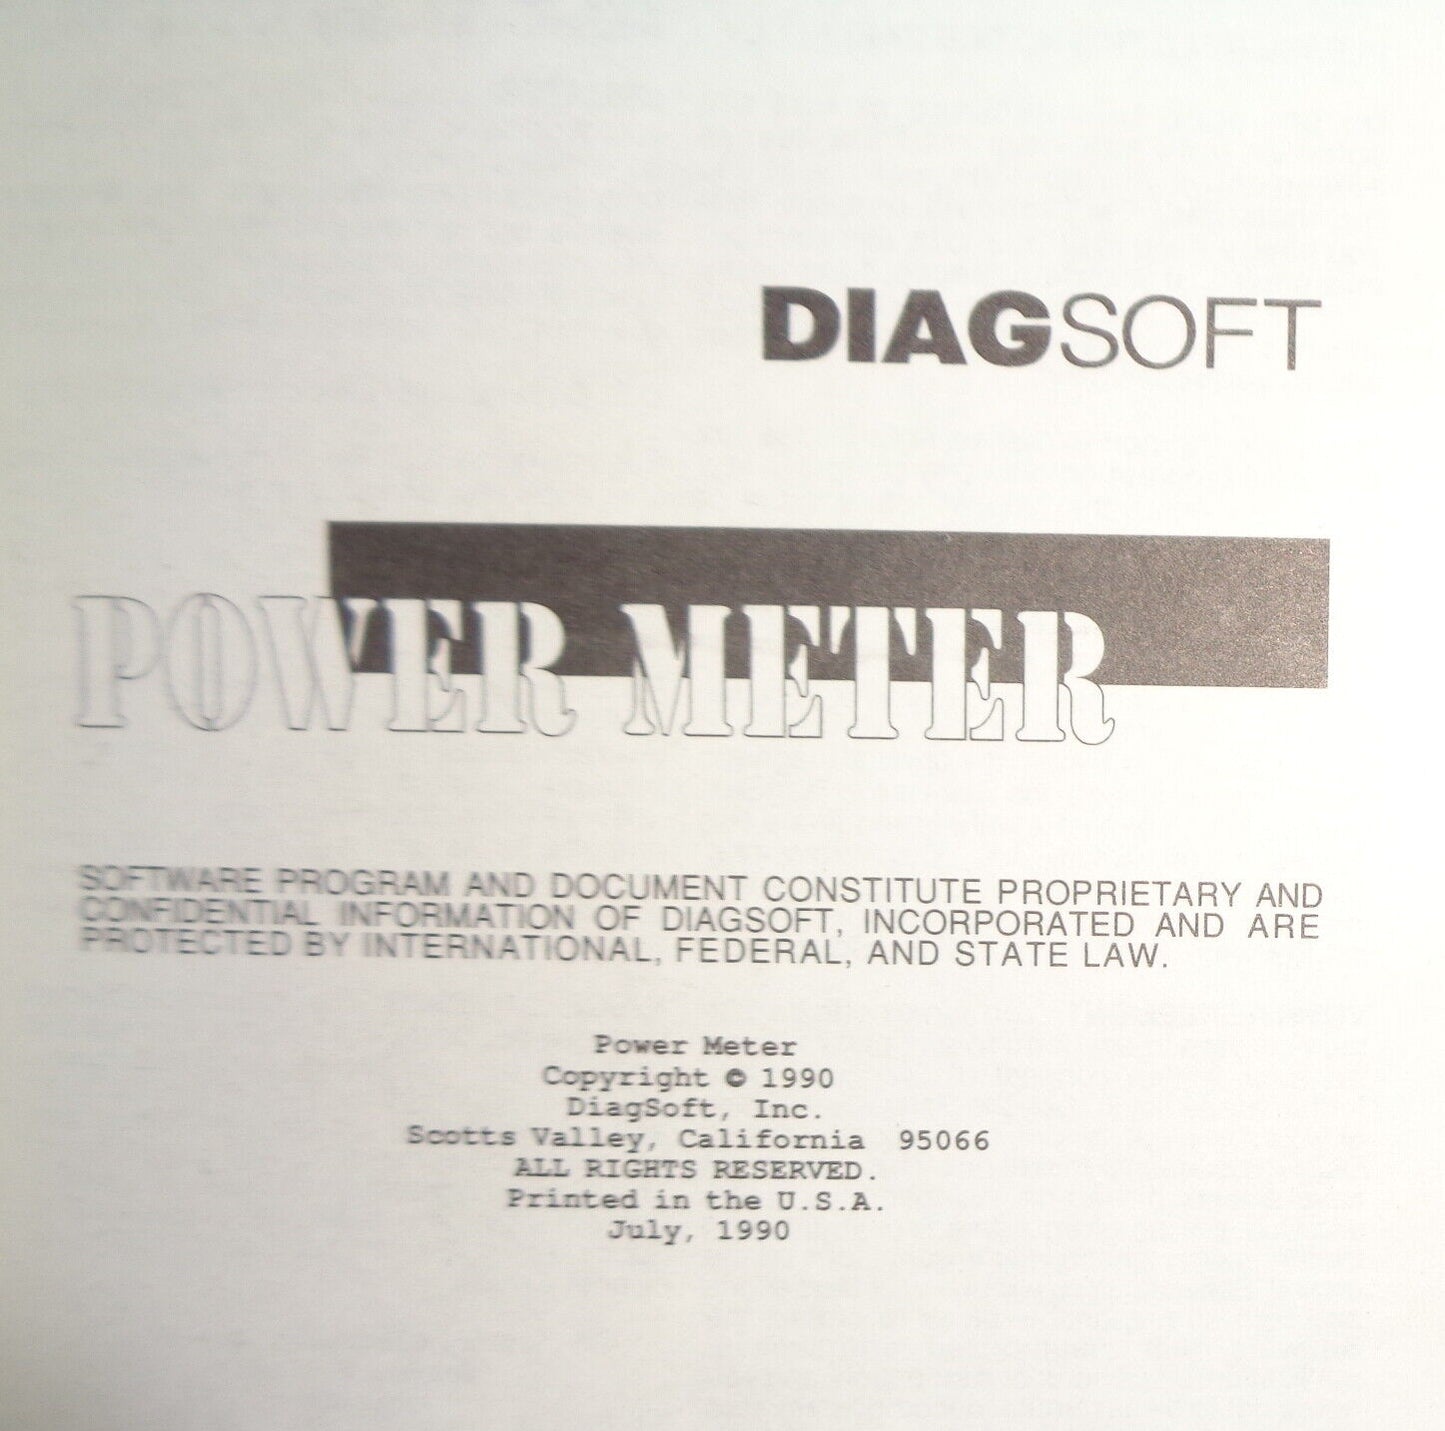 DIAGSOFT
POWER METER
SOFTWARE PROGRAM AND DOCUMENT CONSTITUTE PROPRIETARY AND
CONFIDENTIAL INFORMATION OF DIAGSOFT, INCORPORATED AND ARE
PROTECTED BY INTERNATIONAL, FEDERAL, AND STATE LAW.
Power Meter
Copyright © 1990
DiagSoft, Inc.
Scotts Valley, California 95066
ALL RIGHTS RESERVED.
Printed in the U.S.A.
July, 1990